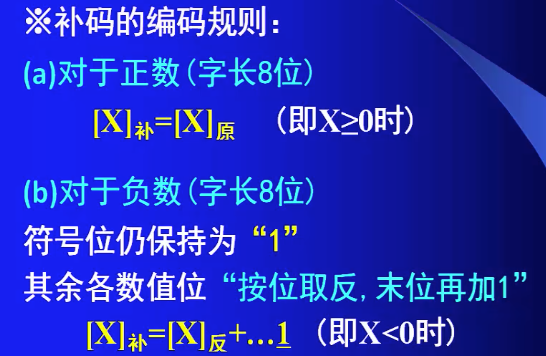 ※补码的编码规则:
(a)对于正数(字长8位)
[X]补=[X]原 (即X≥0时)
(b)对于负数(字长8位)
符号位仍保持为“1”
其余各数值位“按位取反,末位再加1”
[X]补=[X]反+…1 (即X<0时)